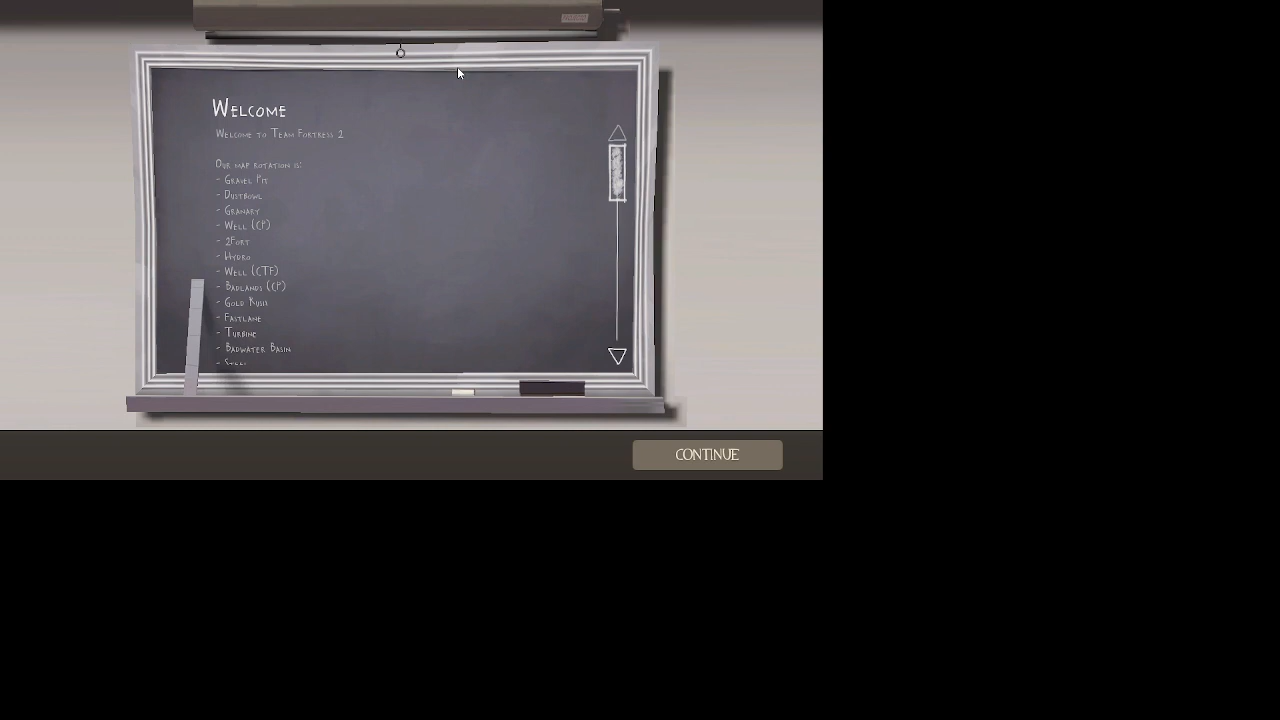 Welcome
Welcome to Team Fortress 2
Our map rotation is:
- Gravel Pit
- Dustbowl
- Granary
- Well (CP)
- 2Fort
- Hydro
- Well (CTF)
- Badlands (CP)
- Gold Rush
- Fastlane
- Turbine
- Badwater Basin
CONTINUE